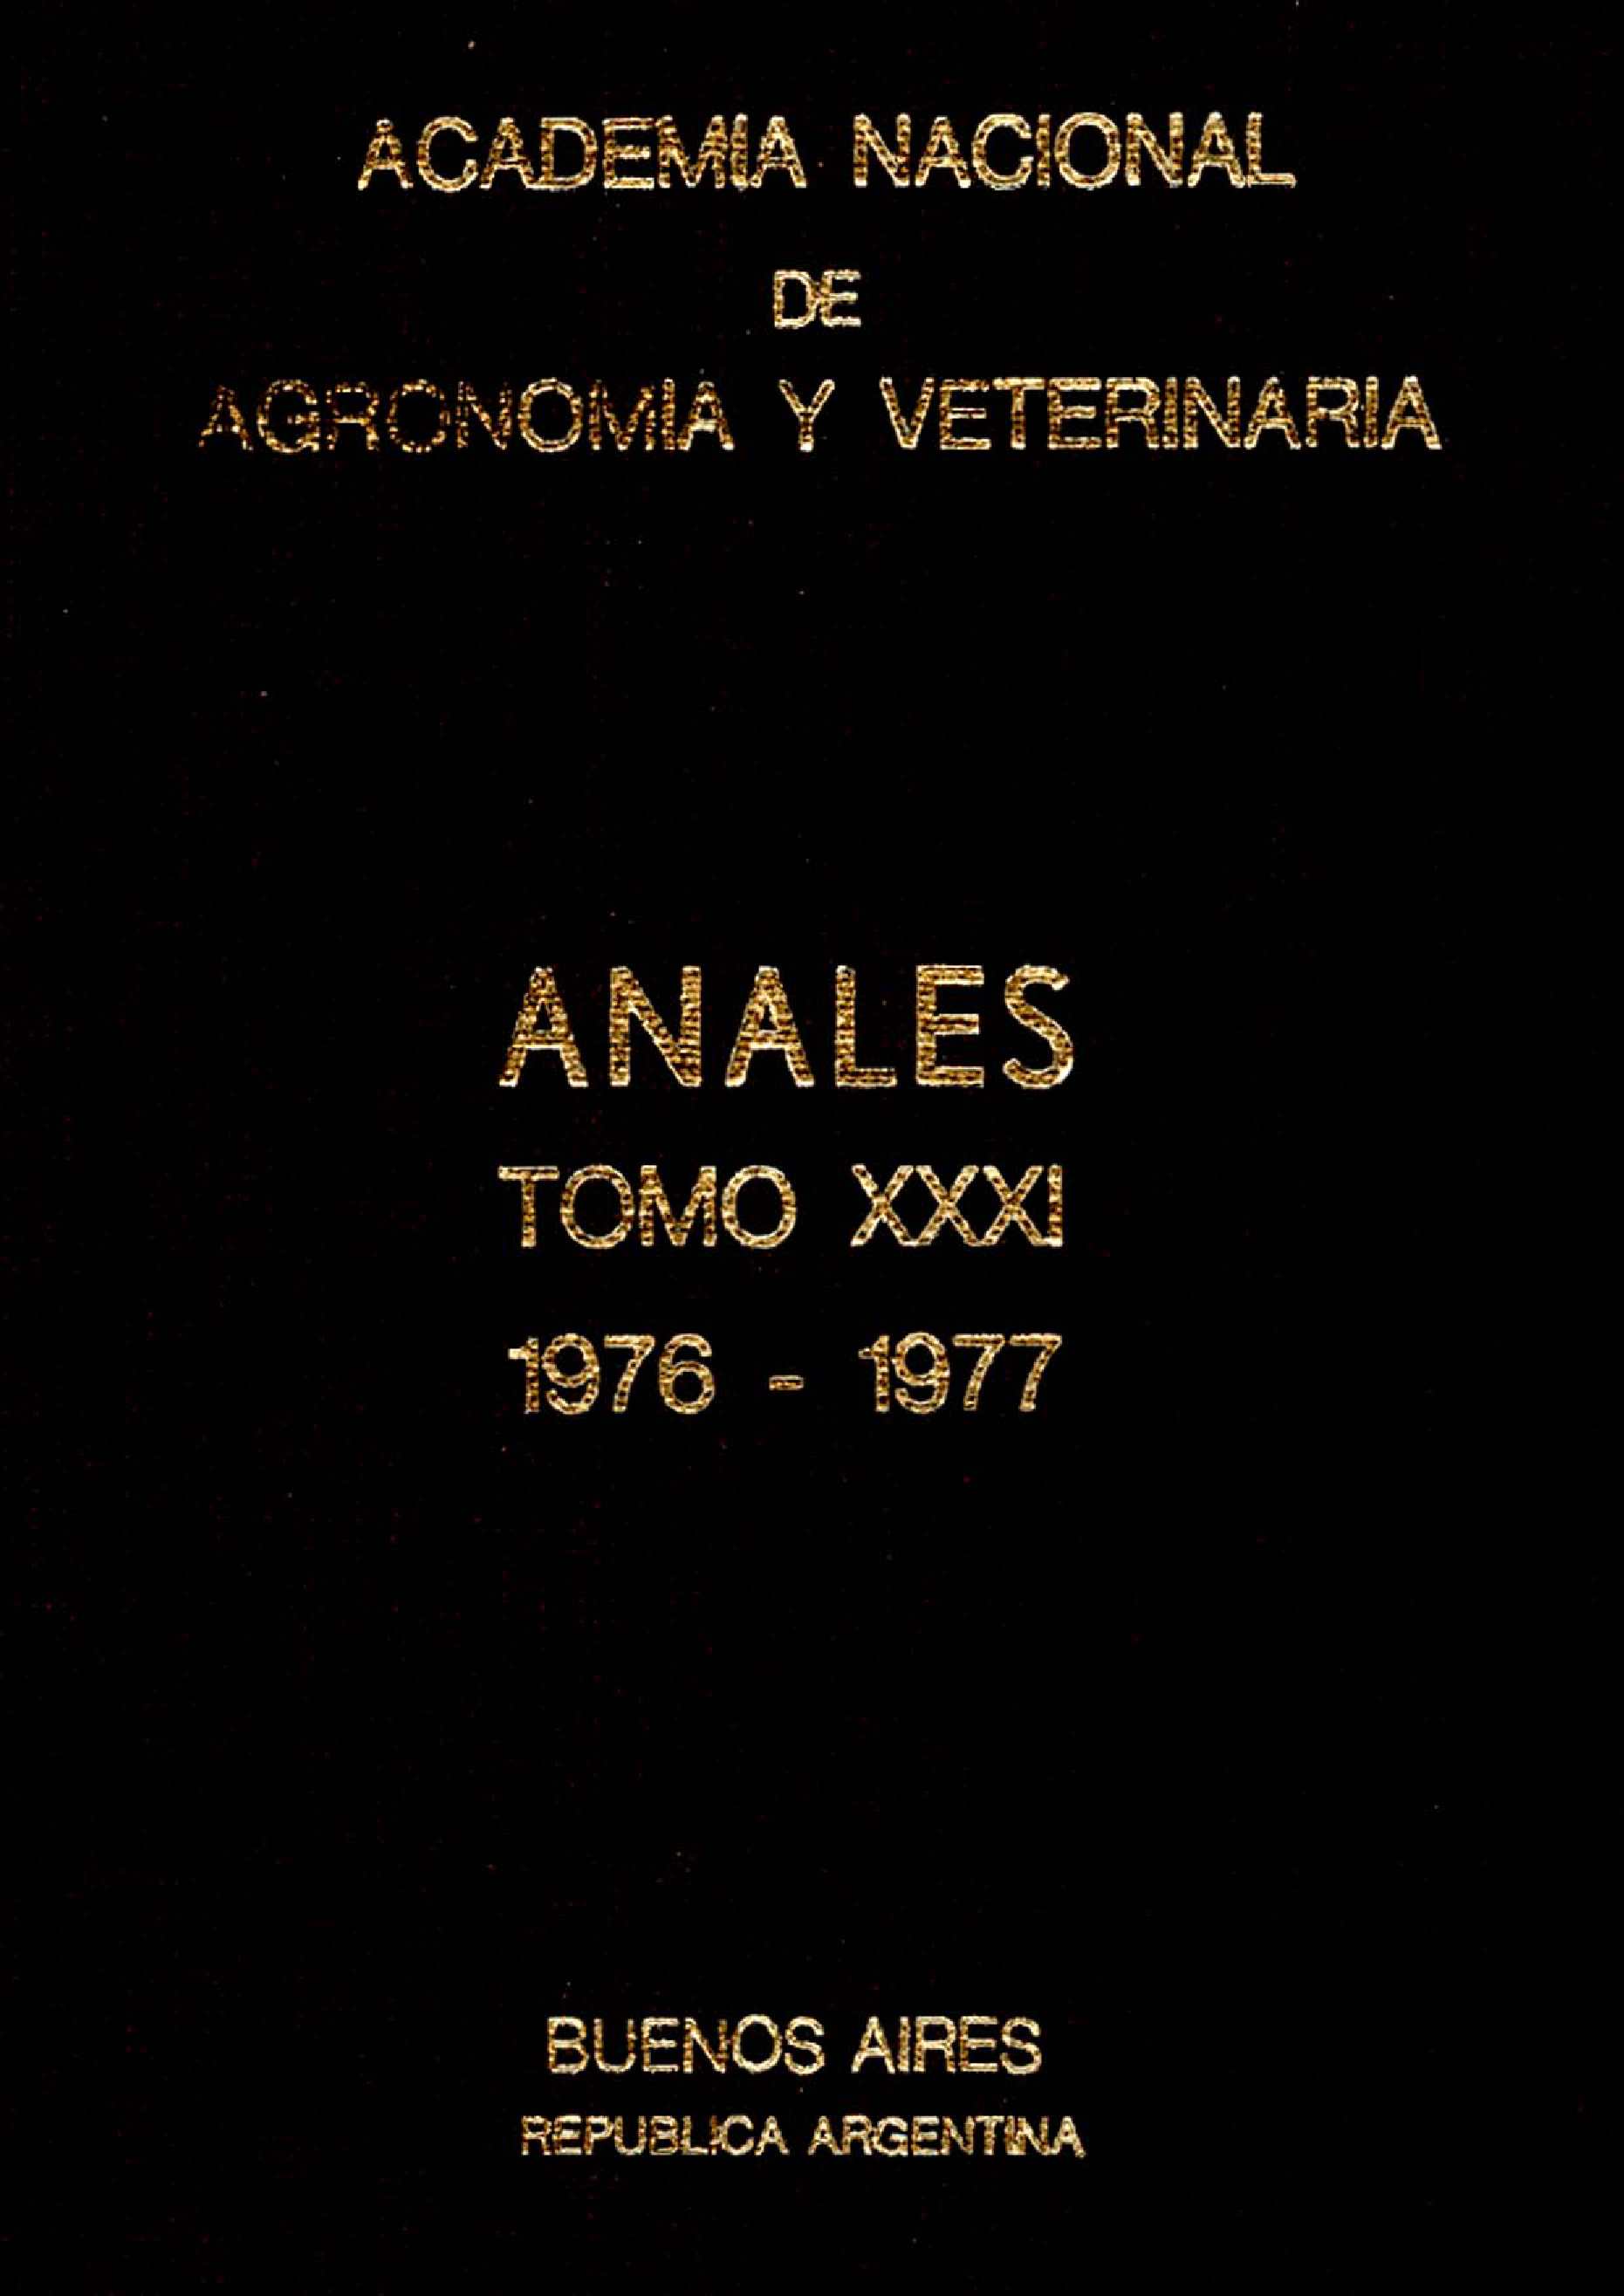 ACADEMIA NACIONAL
DE
AGRONOMIA Y VETERINARIA
ANALES
TOMO XXXI
1976 - 1977
BUENOS AIRES
REPUBLICA ARGENTINA